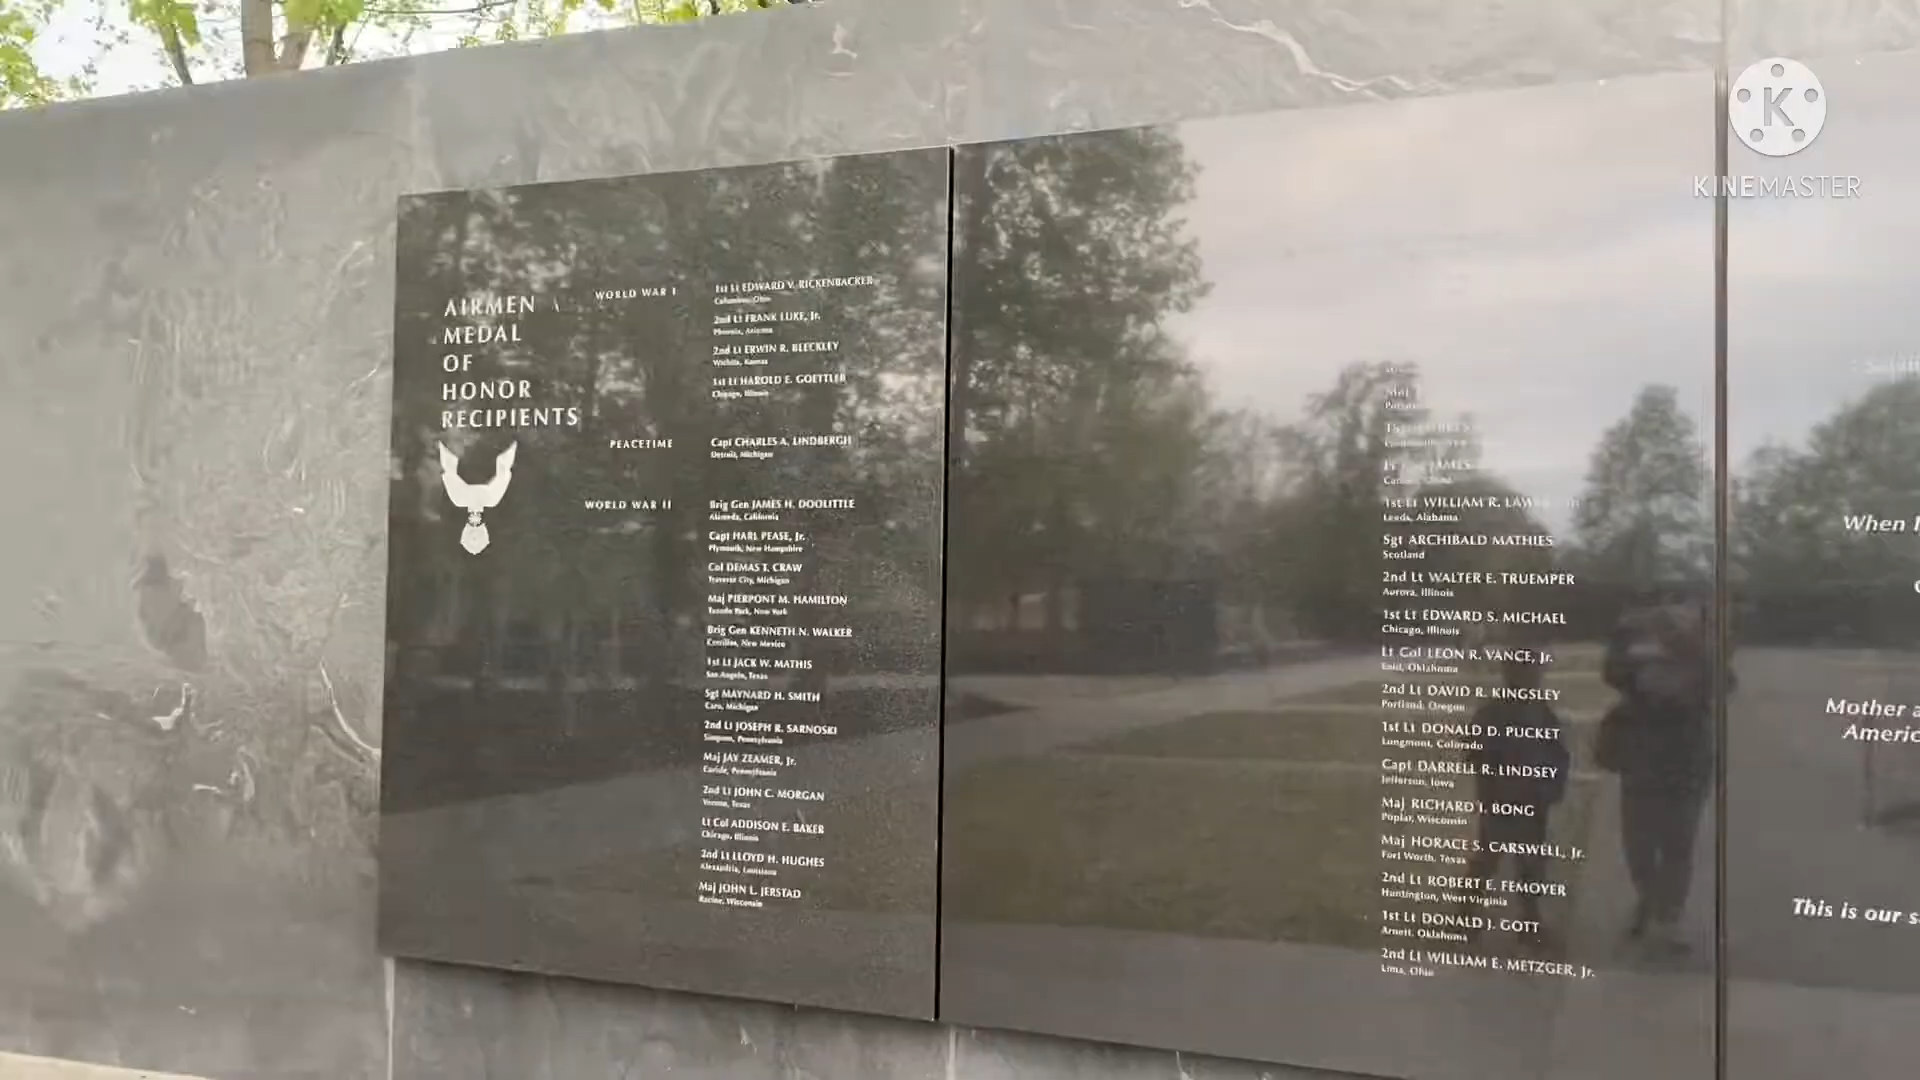 AIRMEN
MEDAL
OF
HONOR
RECIPIENTS
WORLD WAR I
1st Lt EDWARD V. RICKENBACKER
Columbus, Ohio
2nd Lt FRANK LUKE, Jr.
Phoenix, Arizona
2nd Lt ERWIN R. BLECKLEY
Wichita, Kansas
1st Lt HAROLD E. GOETTLER
Chicago, Illinois
PEACETIME
Capt CHARLES A. LINDBERGH
Detroit, Michigan
WORLD WAR II
Brig Gen JAMES H. DOOLITTLE
Alameda, California
Capt HARL PEASE, Jr.
Plymouth, New Hampshire
Col DEMAS T. CRAW
Traverse City, Michigan
Maj PIERPONT M. HAMILTON
Tuxedo Park, New York
Brig Gen KENNETH N. WALKER
Cerrillos, New Mexico
1st Lt JACK W. MATHIS
San Angelo, Texas
Sgt MAYNARD H. SMITH
Caro, Michigan
2nd Lt JOSEPH R. SARNOSKI
Simpson, Pennsylvania
Maj JAY ZEAMER, Jr.
Carlisle, Pennsylvania
2nd Lt JOHN C. MORGAN
Vernon, Texas
Lt Col ADDISON E. BAKER
Chicago, Illinois
2nd Lt LLOYD H. HUGHES
Alexandria, Louisiana
Maj JOHN L. JERSTAD
Racine, Wisconsin
JAMES
1st Lt WILLIAM R.
Leeds, Alabama
Sgt ARCHIBALD MATHIES
Scotland
2nd Lt WALTER E. TRUEMPER
Aurora, Illinois
1st Lt EDWARD S. MICHAEL
Chicago, Illinois
Lt Col LEON R. VANCE, Jr.
Enid, Oklahoma
2nd Lt DAVID R. KINGSLEY
Portland, Oregon
1st Lt DONALD D. PUCKET
Longmont, Colorado
Capt DARRELL R. LINDSEY
Jefferson, Iowa
Maj RICHARD I. BONG
Poplar, Wisconsin
Maj HORACE S. CARSWELL, Jr.
Fort Worth, Texas
2nd Lt ROBERT E. FEMOYER
Huntington, West Virginia
1st Lt DONALD J. GOTT
Arnett, Oklahoma
2nd Lt WILLIAM E. METZGER, Jr.
Lima, Ohio
When
Mother
Americ
This is our s
K
KINEMASTER